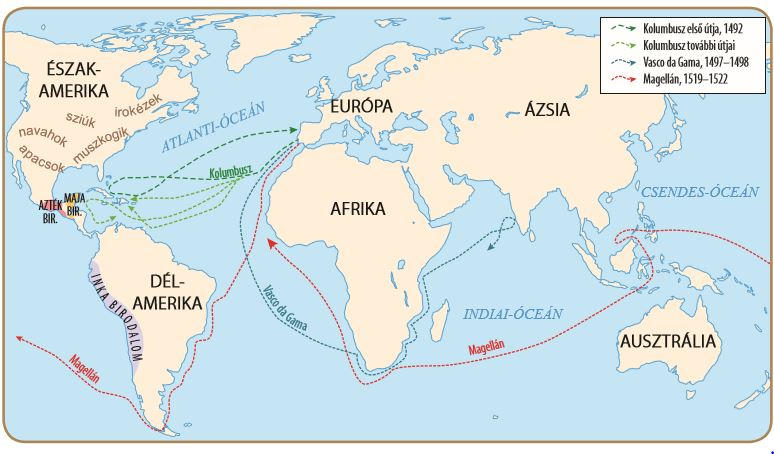 Kolumbusz első útja, 1492
Kolumbusz további útjai
Vasco da Gama, 1497–1498
Magellán, 1519–1522
ÉSZAK-
AMERIKA
EURÓPA
ÁZSIA
sziúk
irokézek
navahok
muszkogik
apacsok
ATLANTI-ÓCEÁN
Kolumbusz
AZTÉK
BIR.
MAJA
BIR.
AFRIKA
CSENDES-ÓCEÁN
DÉL-
AMERIKA
INKA BIRODALOM
Vasco da Gama
INDIAI-ÓCEÁN
AUSZTRÁLIA
Magellán
Magellán